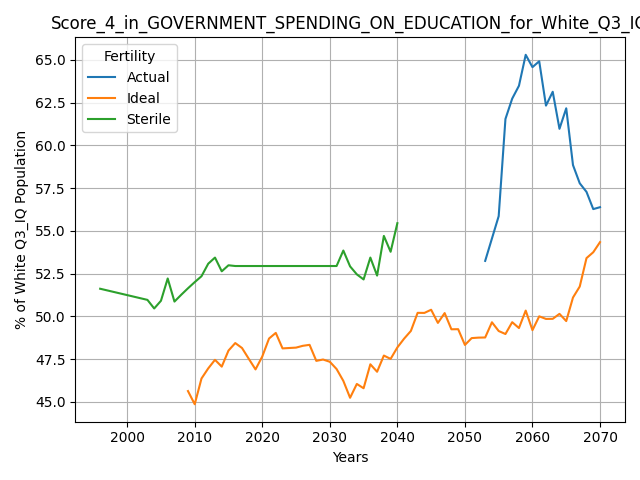 Score_4_in_GOVERNMENT_SPENDING_ON_EDUCATION_for_White_Q3_IQ
Fertility
Actual
Ideal
Sterile
65.0
62.5
60.0
57.5
55.0
52.5
50.0
47.5
45.0
% of White Q3_IQ Population
2000 2010 2020 2030 2040 2050 2060 2070
Years